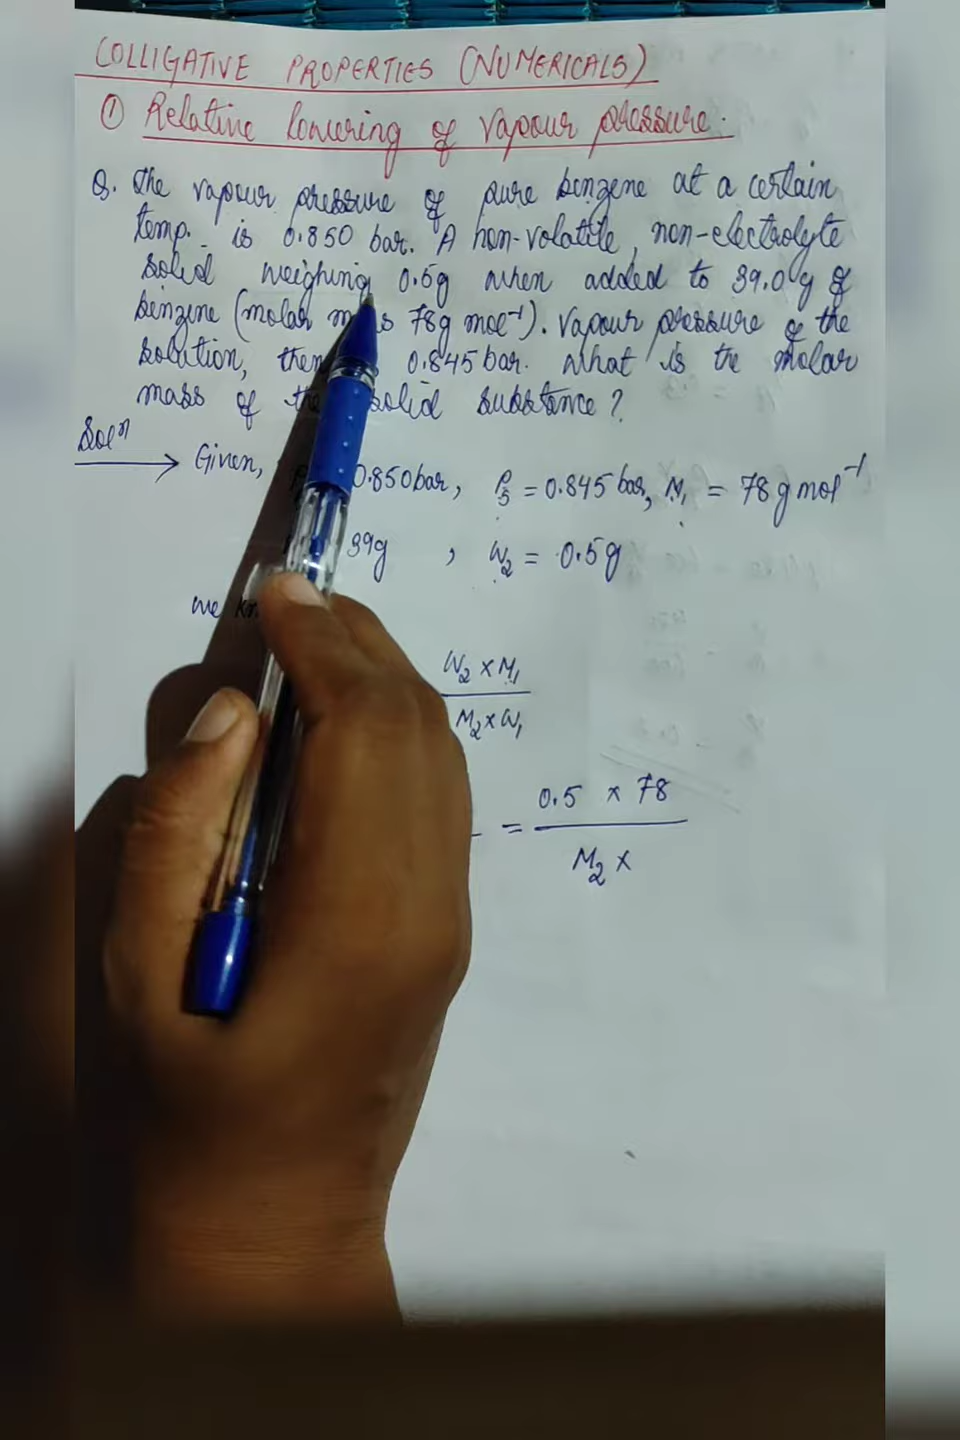 COLLIGATIVE PROPERTIES (NUMERICALS)
① Relative lowering of vapour pressure.
Q. The vapour pressure of pure benzene at a certain
temp. is 0.850 bar. A non-volatile, non-electrolyte
solid weighing 0.5g when added to 39.0g of
benzene (molar m s 78g mol⁻¹). Vapour pressure of the
solution, then 0.845 bar. What is the molar
mass of the solid substance?
Solⁿ
Given, 0.850bar, Ps = 0.845 bar, M₁ = 78g mol⁻¹
39g , W₂ = 0.5g
we kn
W₂ × M₁
M₂ × W₁
= 0.5 × 78
M₂ ×